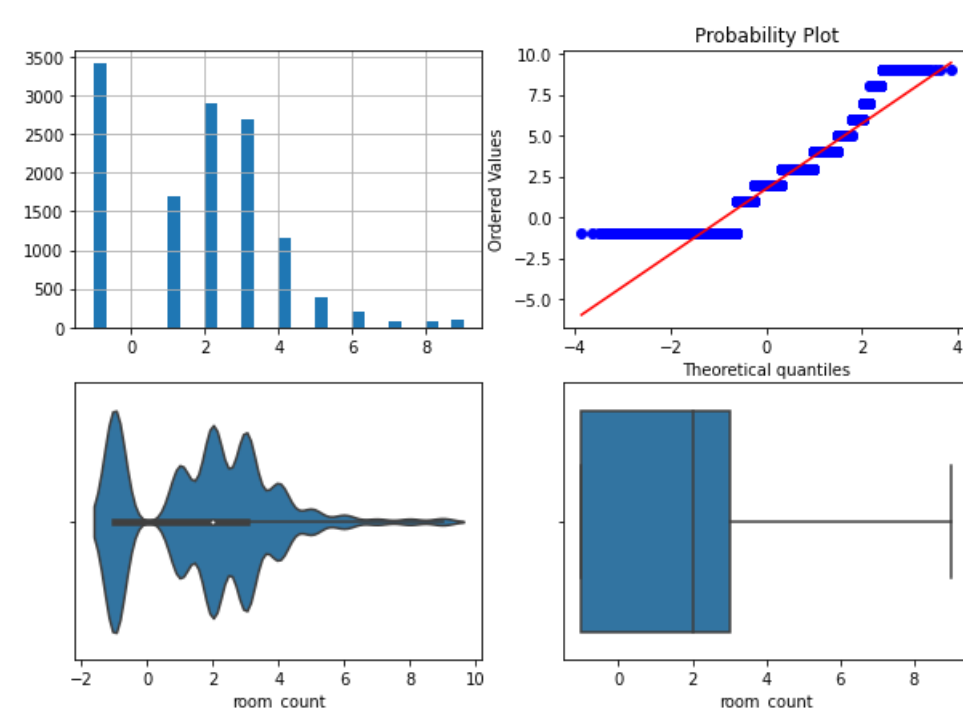 Probability Plot
3500
3000
2500
2000
1500
1000
500
0
0 2 4 6 8
Ordered Values
10.0
7.5
5.0
2.5
0.0
−2.5
−5.0
−4 −2 0 2 4
Theoretical quantiles
−2 0 2 4 6 8 10
room_count
0 2 4 6 8
room_count